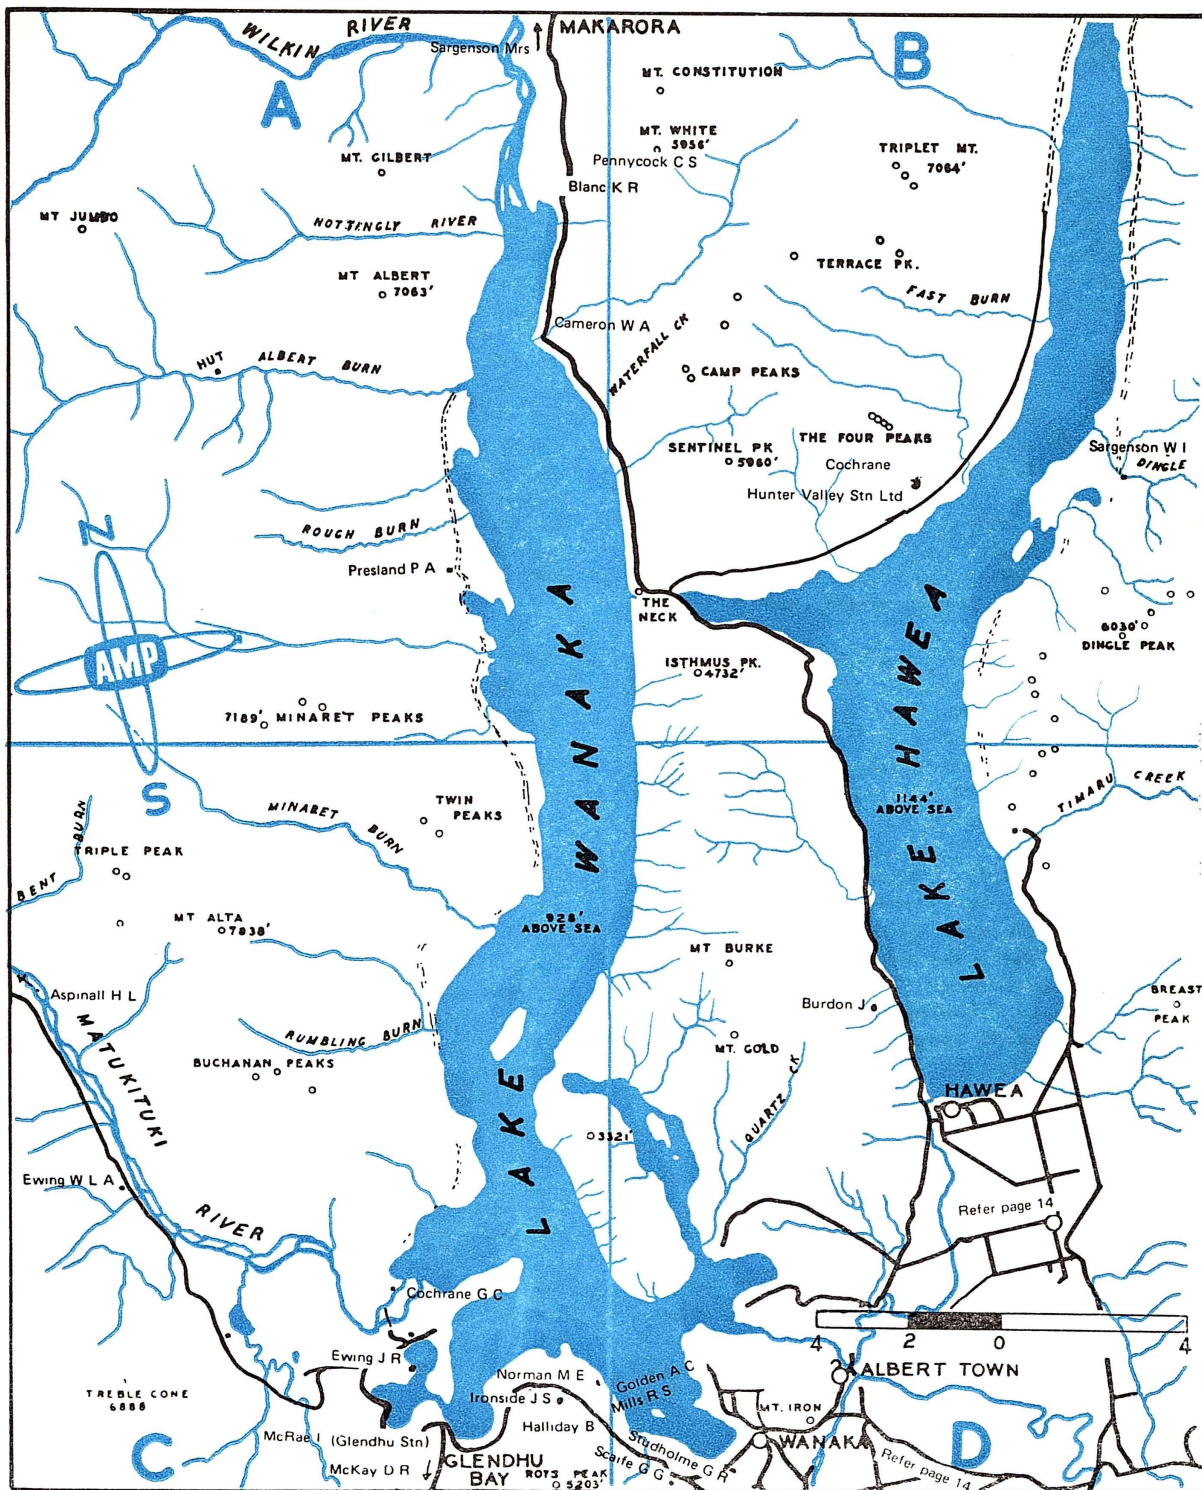 WILKIN RIVER
Sargenson Mrs
MAKARORA
A
B
MT. CONSTITUTION
MT. WHITE
5956'
Pennycock C S
MT. GILBERT
TRIPLET MT.
7064'
Blanc K R
MT JUMBO
NOTTINGLY RIVER
MT ALBERT
7063'
TERRACE PK.
FAST BURN
Cameron W A
WATERFALL CK
HUT
ALBERT BURN
CAMP PEAKS
THE FOUR PEAKS
SENTINEL PK
5960'
Cochrane
Hunter Valley Stn Ltd
Sargenson W I
DINGLE
N
ROUGH BURN
Presland P A
THE
NECK
6030'
DINGLE PEAK
AMP
ISTHMUS PK.
4732'
7189' MINARET PEAKS
S
LAKE WANAKA
928'
ABOVE SEA
LAKE HAWEA
1144'
ABOVE SEA
TIMARU CREEK
MINARET BURN
TWIN
PEAKS
BENT BURN
TRIPLE PEAK
MT ALTA
7838'
MT BURKE
Aspinall H L
Burdon J
BREAST
PEAK
MATUKITUKI
RIVER
RUMBLING BURN
BUCHANAN PEAKS
MT. GOLD
QUARTZ CK
HAWEA
3321'
Ewing W L A
Refer page 14
Cochrane G C
4 2 0 4
Ewing J R
Norman M E
Golden A C
Mills R S
ALBERT TOWN
TREBLE CONE
6888
Ironside J S
MT. IRON
McRae I (Glendhu Stn)
Halliday B
Studholme G R
WANAKA
C
D
McKay D R
GLENDHU
BAY
ROYS PEAK
5203'
Scaife G G
Refer page 14